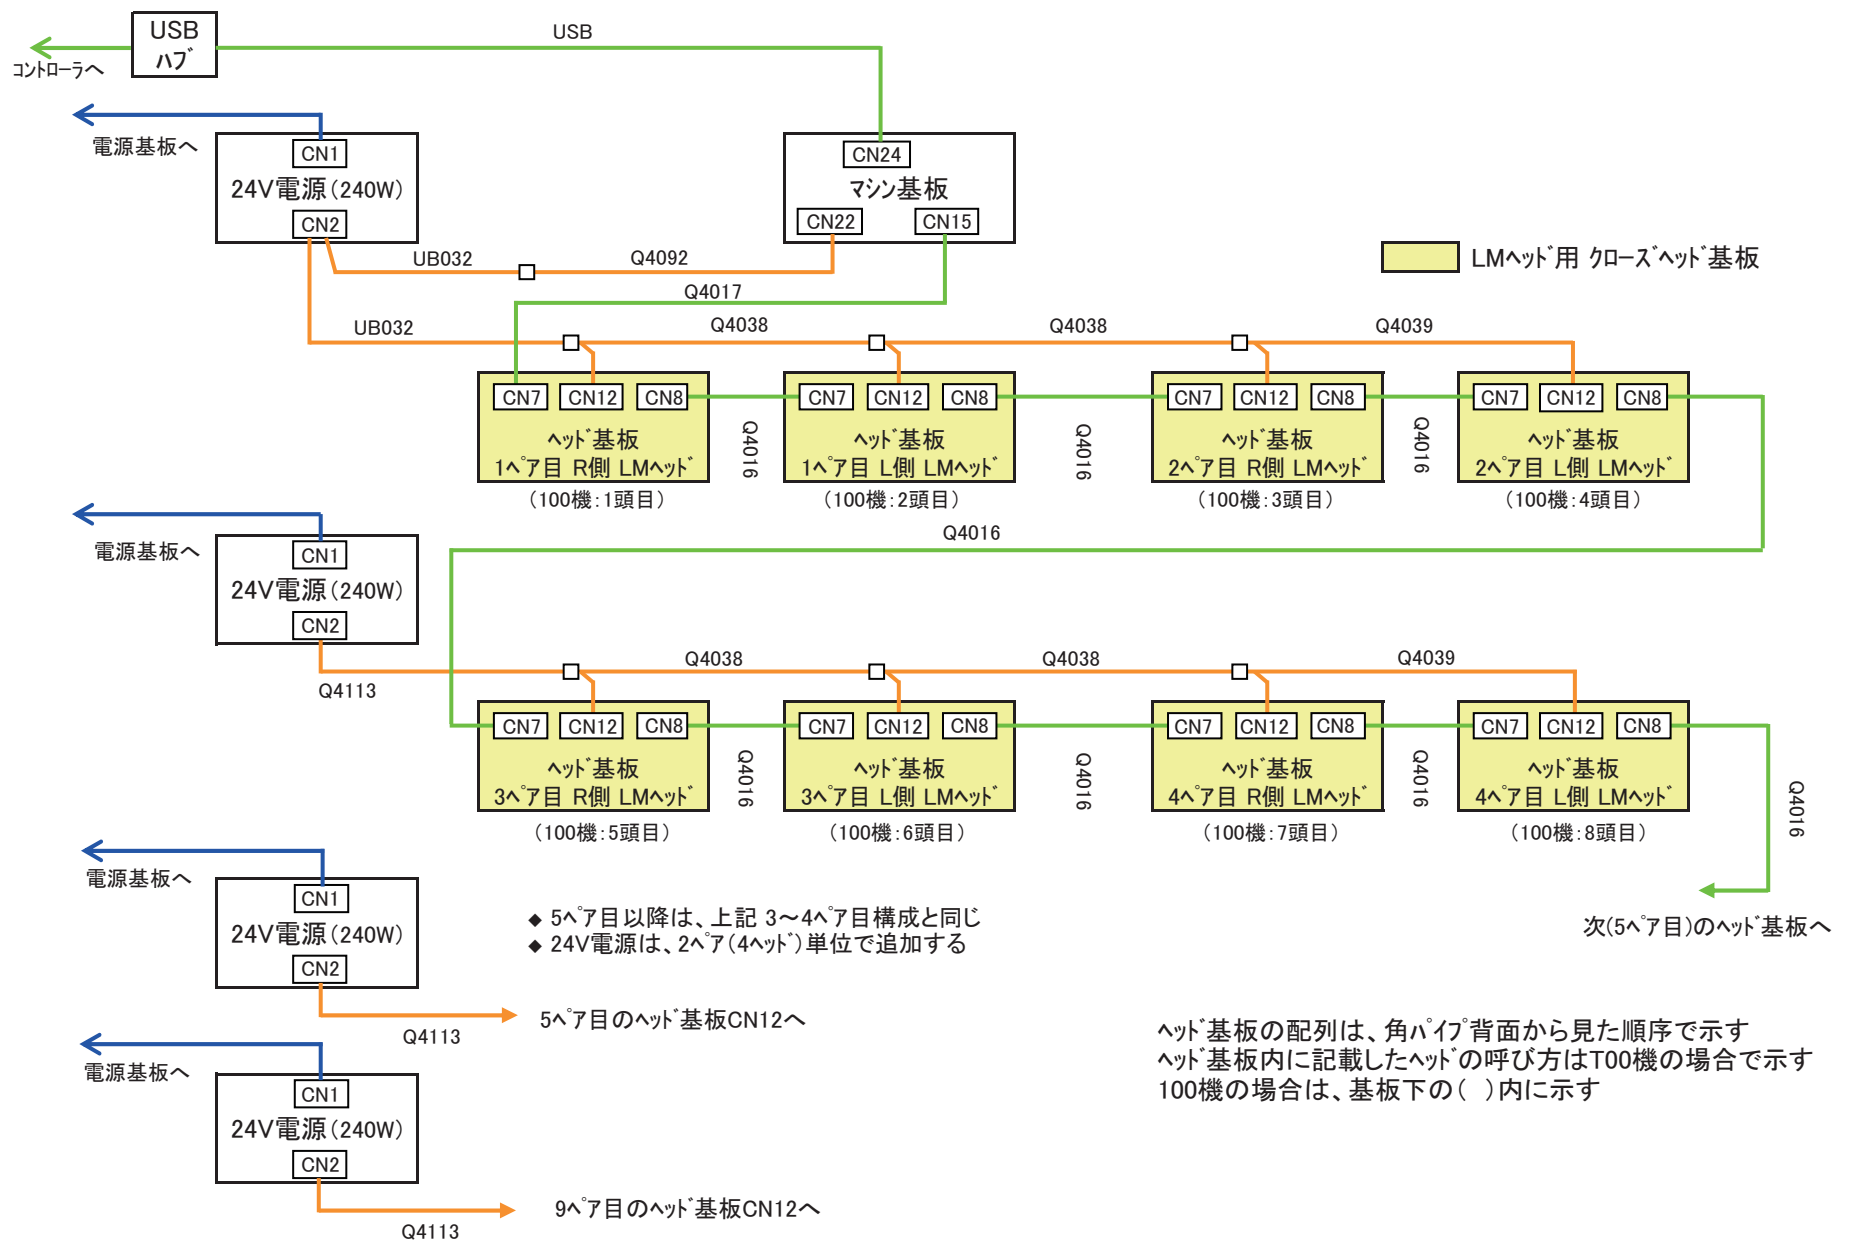 USB
ﾊﾌﾞ
USB
ｺﾝﾄﾛｰﾗへ
電源基板へ
CN1
24V電源(240W)
CN2
CN24
ﾏｼﾝ基板
CN22
CN15
UB032
Q4092
LMﾍｯﾄﾞ用 ｸﾛｰｽﾞﾍｯﾄﾞ基板
Q4017
UB032
Q4038
Q4038
Q4039
CN7
CN12
CN8
ﾍｯﾄﾞ基板
1ﾍﾟｱ目 R側 LMﾍｯﾄﾞ
(100機:1頭目)
Q4016
CN7
CN12
CN8
ﾍｯﾄﾞ基板
1ﾍﾟｱ目 L側 LMﾍｯﾄﾞ
(100機:2頭目)
Q4016
CN7
CN12
CN8
ﾍｯﾄﾞ基板
2ﾍﾟｱ目 R側 LMﾍｯﾄﾞ
(100機:3頭目)
Q4016
CN7
CN12
CN8
ﾍｯﾄﾞ基板
2ﾍﾟｱ目 L側 LMﾍｯﾄﾞ
(100機:4頭目)
Q4016
電源基板へ
CN1
24V電源(240W)
CN2
Q4113
Q4038
Q4038
Q4039
CN7
CN12
CN8
ﾍｯﾄﾞ基板
3ﾍﾟｱ目 R側 LMﾍｯﾄﾞ
(100機:5頭目)
Q4016
CN7
CN12
CN8
ﾍｯﾄﾞ基板
3ﾍﾟｱ目 L側 LMﾍｯﾄﾞ
(100機:6頭目)
Q4016
CN7
CN12
CN8
ﾍｯﾄﾞ基板
4ﾍﾟｱ目 R側 LMﾍｯﾄﾞ
(100機:7頭目)
Q4016
CN7
CN12
CN8
ﾍｯﾄﾞ基板
4ﾍﾟｱ目 L側 LMﾍｯﾄﾞ
(100機:8頭目)
Q4016
次(5ﾍﾟｱ目)のﾍｯﾄﾞ基板へ
電源基板へ
CN1
24V電源(240W)
CN2
Q4113
5ﾍﾟｱ目のﾍｯﾄﾞ基板CN12へ
◆ 5ﾍﾟｱ目以降は、上記 3～4ﾍﾟｱ目構成と同じ
◆ 24V電源は、2ﾍﾟｱ(4ﾍｯﾄﾞ)単位で追加する
電源基板へ
CN1
24V電源(240W)
CN2
Q4113
9ﾍﾟｱ目のﾍｯﾄﾞ基板CN12へ
ﾍｯﾄﾞ基板の配列は、角ﾊﾟｲﾌﾟ背面から見た順序で示す
ﾍｯﾄﾞ基板内に記載したﾍｯﾄﾞの呼び方はT00機の場合で示す
100機の場合は、基板下の( )内に示す